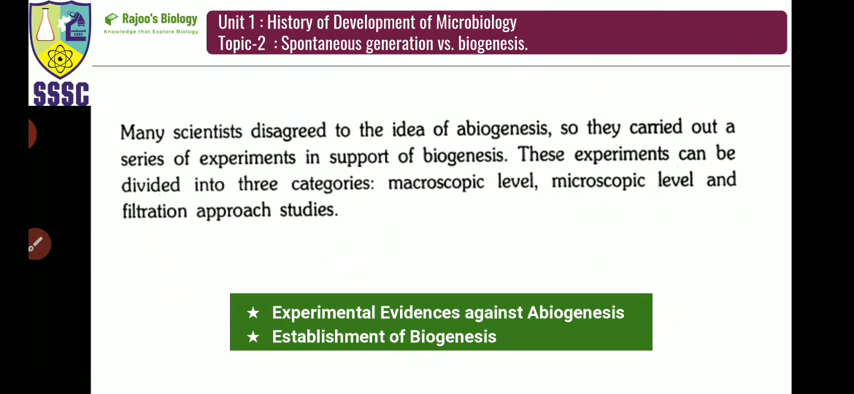 Rajoo's Biology
Knowledge that Explore Biology
Unit 1 : History of Development of Microbiology
Topic-2 : Spontaneous generation vs. biogenesis.
SSSC
Many scientists disagreed to the idea of abiogenesis, so they carried out a
series of experiments in support of biogenesis. These experiments can be
divided into three categories: macroscopic level, microscopic level and
filtration approach studies.
★ Experimental Evidences against Abiogenesis
★ Establishment of Biogenesis